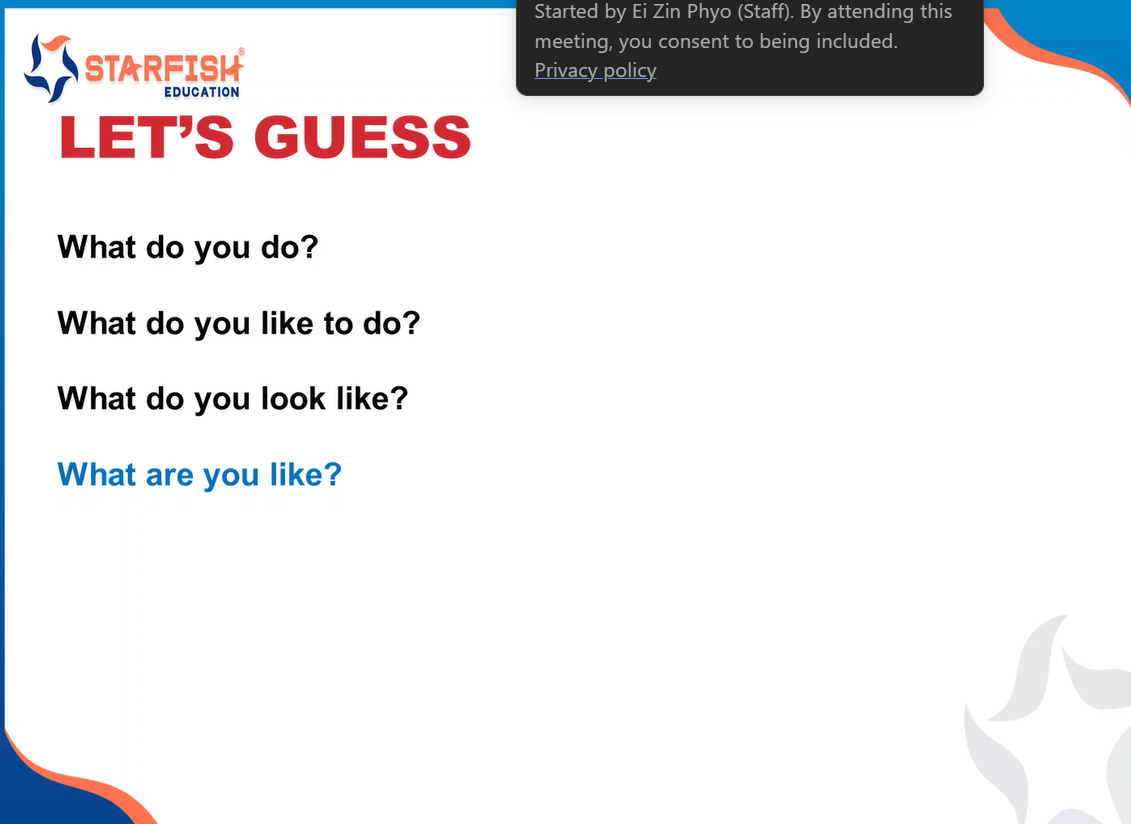 Started by Ei Zin Phyo (Staff). By attending this
meeting, you consent to being included.
Privacy policy
STARFISH®
EDUCATION
LET’S GUESS
What do you do?
What do you like to do?
What do you look like?
What are you like?